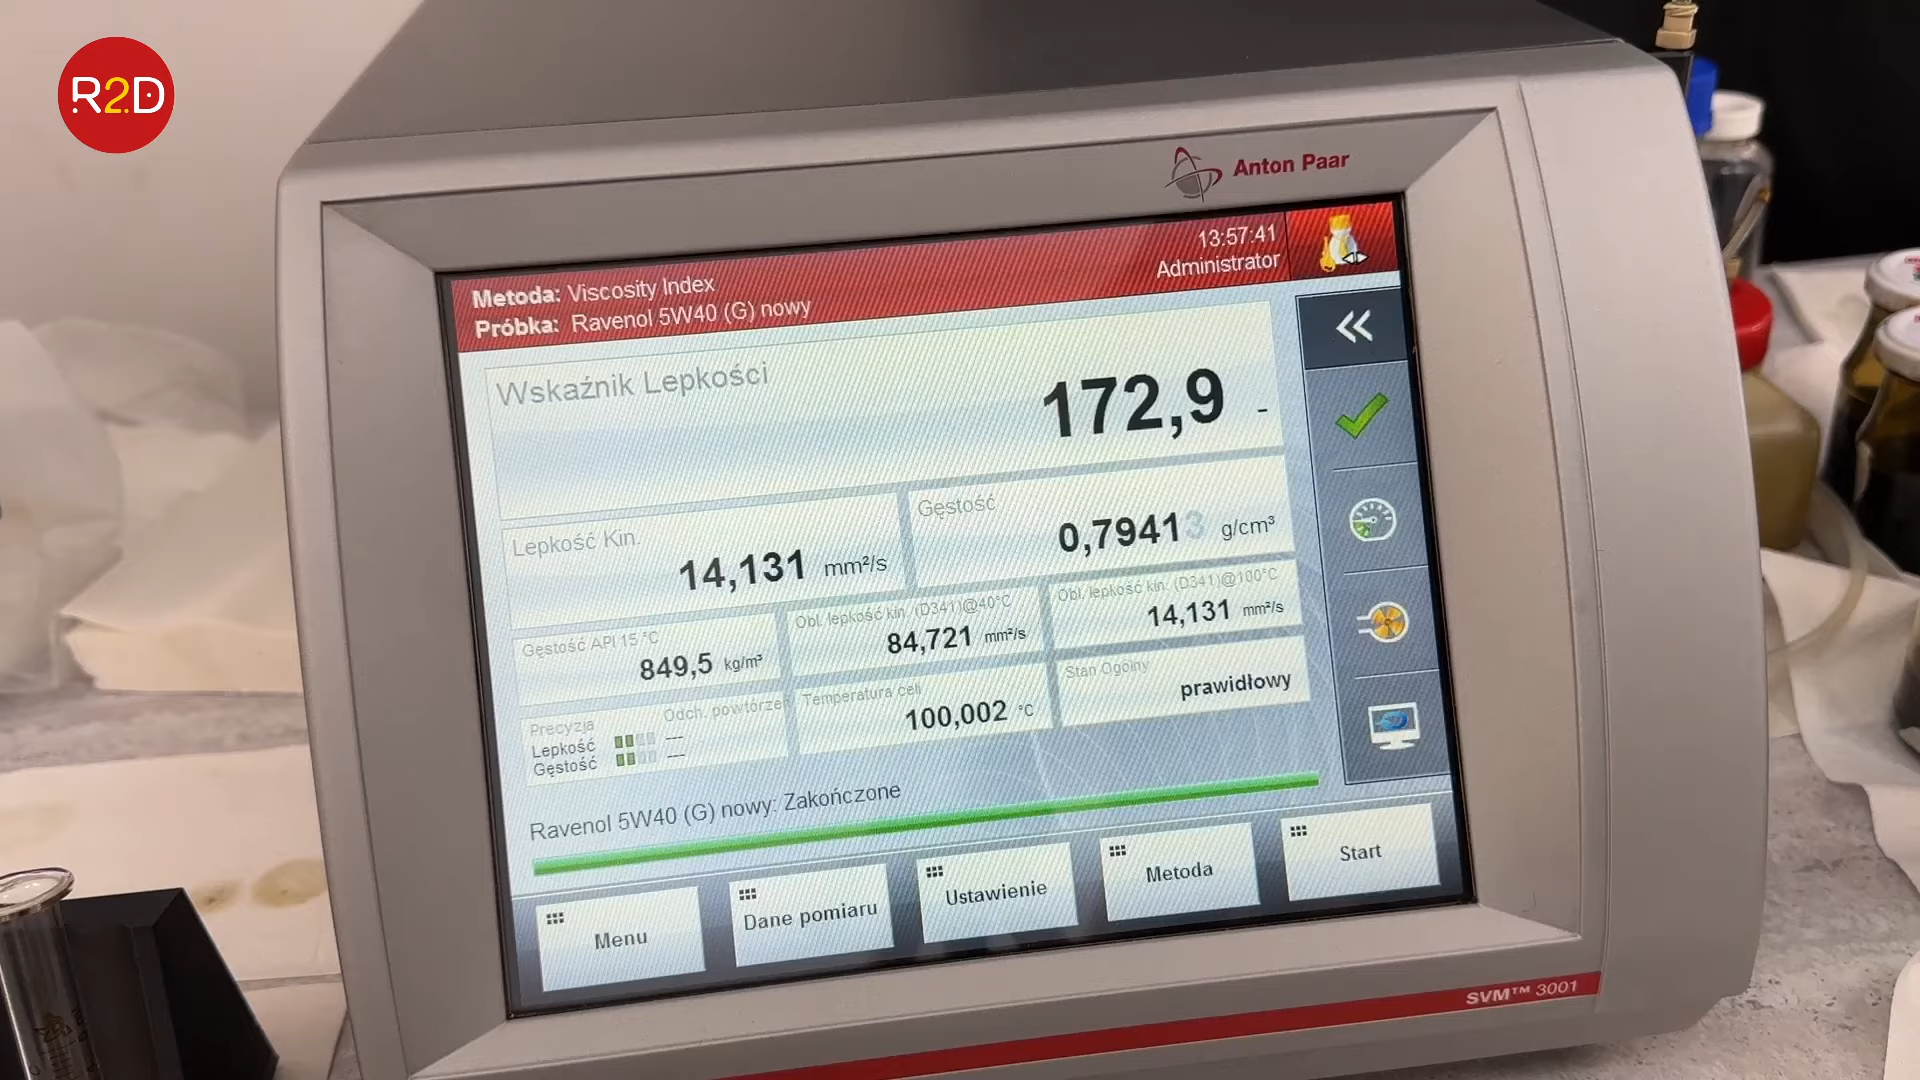 R2D
Anton Paar
13:57:41
Administrator
Metoda: Viscosity Index
Próbka: Ravenol 5W40 (G) nowy
Wskaźnik Lepkości
172,9 -
Lepkość Kin.
14,131 mm²/s
Gęstość
0,79413 g/cm³
Gęstość API 15 °C
849,5 kg/m³
Obl. lepkość kin. (D341)@40°C
84,721 mm²/s
Obl. lepkość kin. (D341)@100°C
14,131 mm²/s
Precyzja
Odch. powtórzeń
Lepkość ---
Gęstość ---
Temperatura celi
100,002 °C
Stan Ogólny
prawidłowy
Ravenol 5W40 (G) nowy: Zakończone
Menu
Dane pomiaru
Ustawienie
Metoda
Start
SVM™ 3001